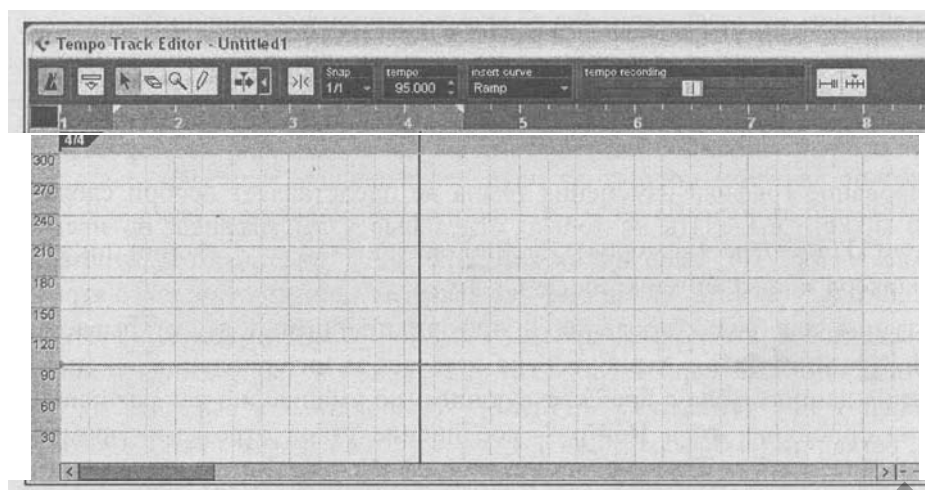 Tempo Track Editor - Untitled1
Snap tempo insert curve tempo recording
1/1 95.000 Ramp
1 2 3 4 5 6 7 8
4/4
300
270
240
210
180
150
120
90
60
30